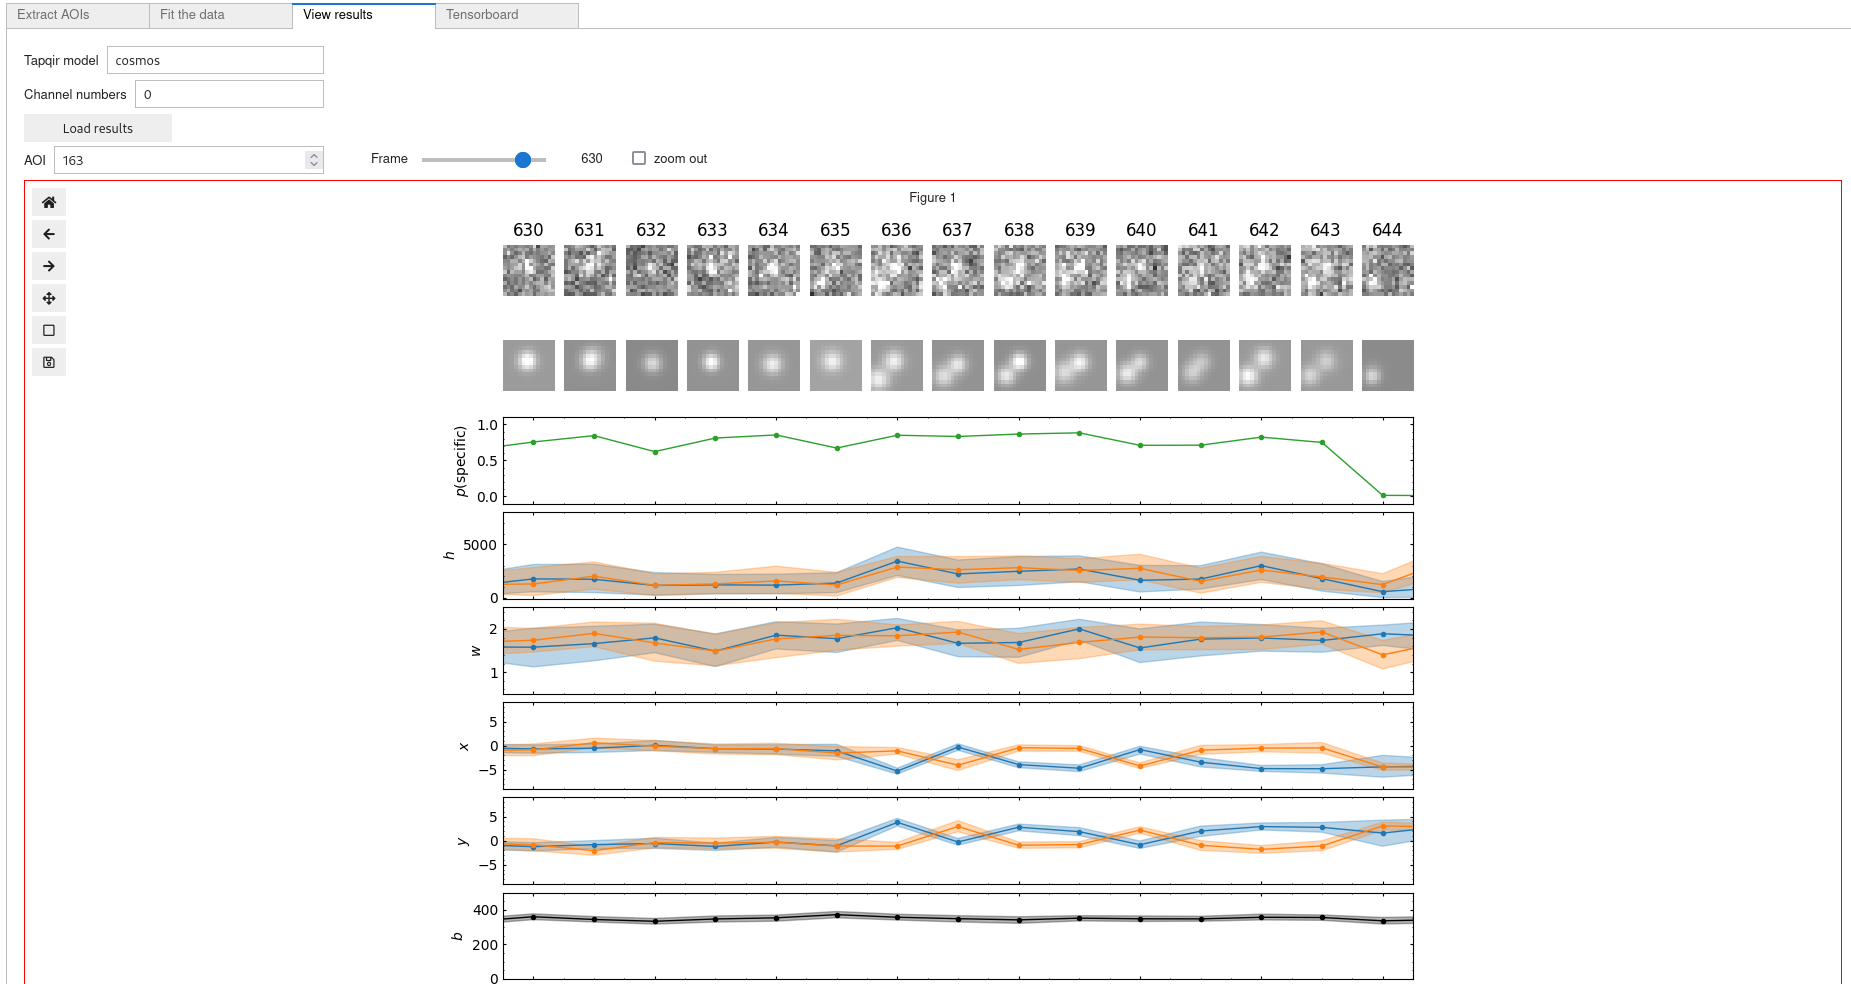 Extract AOIs Fit the data View results Tensorboard
Tapqir model cosmos
Channel numbers 0
Load results
AOI 163 Frame 630 zoom out
Figure 1
630 631 632 633 634 635 636 637 638 639 640 641 642 643 644
p(specific)
1.0
0.5
0.0
h
5000
0
w
2
1
x
5
0
−5
y
5
0
−5
b
400
200
0